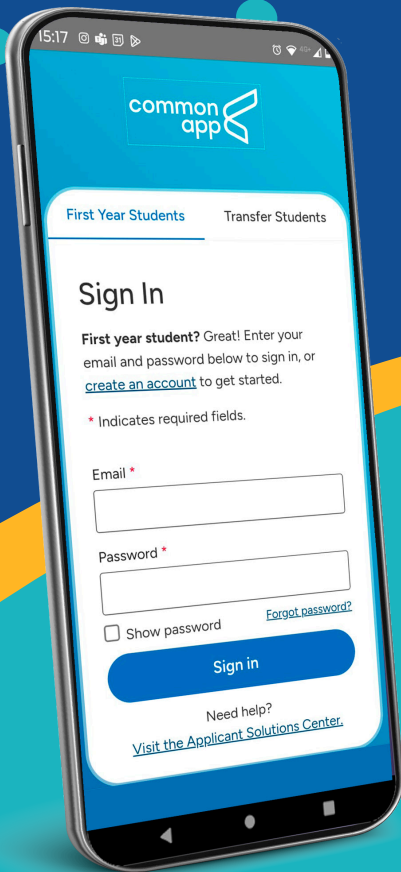 15:17
31
4G+
common
app
First Year Students
Transfer Students
Sign In
First year student? Great! Enter your
email and password below to sign in, or
create an account to get started.
* Indicates required fields.
Email *
Password *
Show password
Forgot password?
Sign in
Need help?
Visit the Applicant Solutions Center.